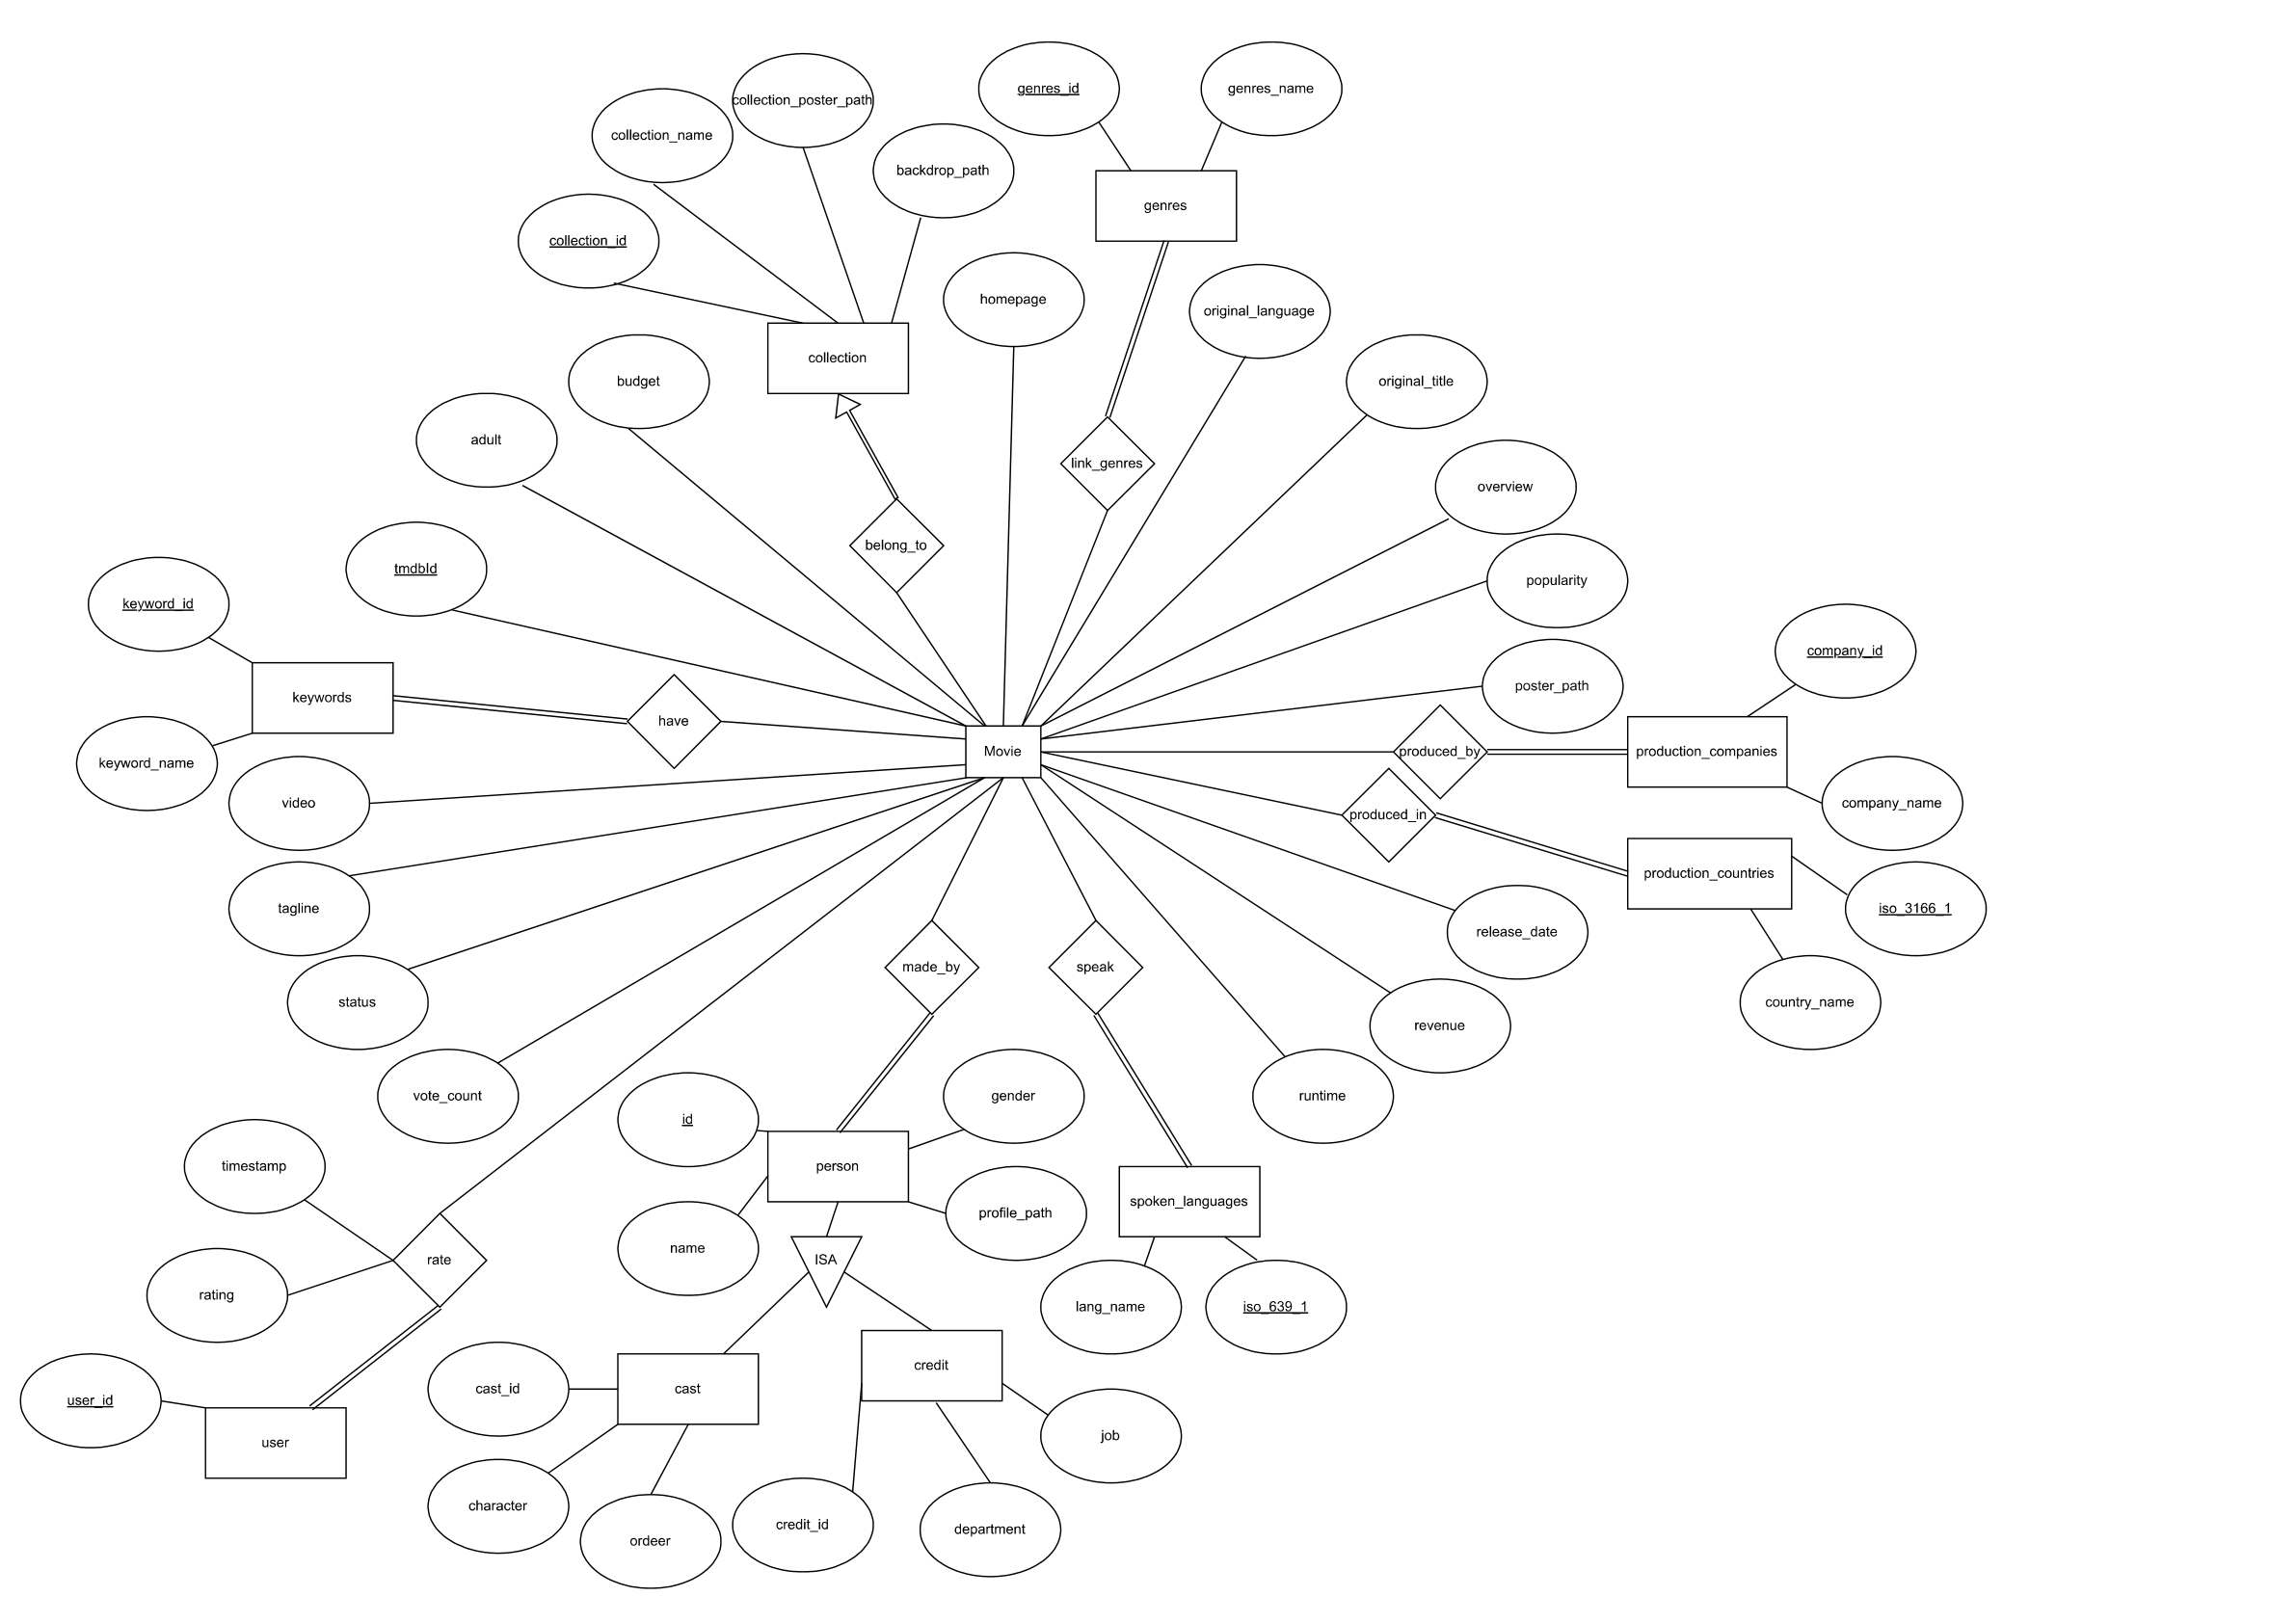 genres_id
genres_name
collection_poster_path
collection_name
backdrop_path
genres
collection_id
homepage
original_language
collection
budget
original_title
adult
link_genres
overview
belong_to
tmdbId
popularity
keyword_id
company_id
poster_path
keywords
have
Movie
produced_by
production_companies
keyword_name
video
company_name
produced_in
production_countries
tagline
iso_3166_1
release_date
made_by
speak
status
country_name
revenue
vote_count
gender
runtime
id
timestamp
person
spoken_languages
profile_path
name
rate
ISA
rating
lang_name
iso_639_1
credit
cast_id
cast
user_id
job
user
character
credit_id
department
ordeer